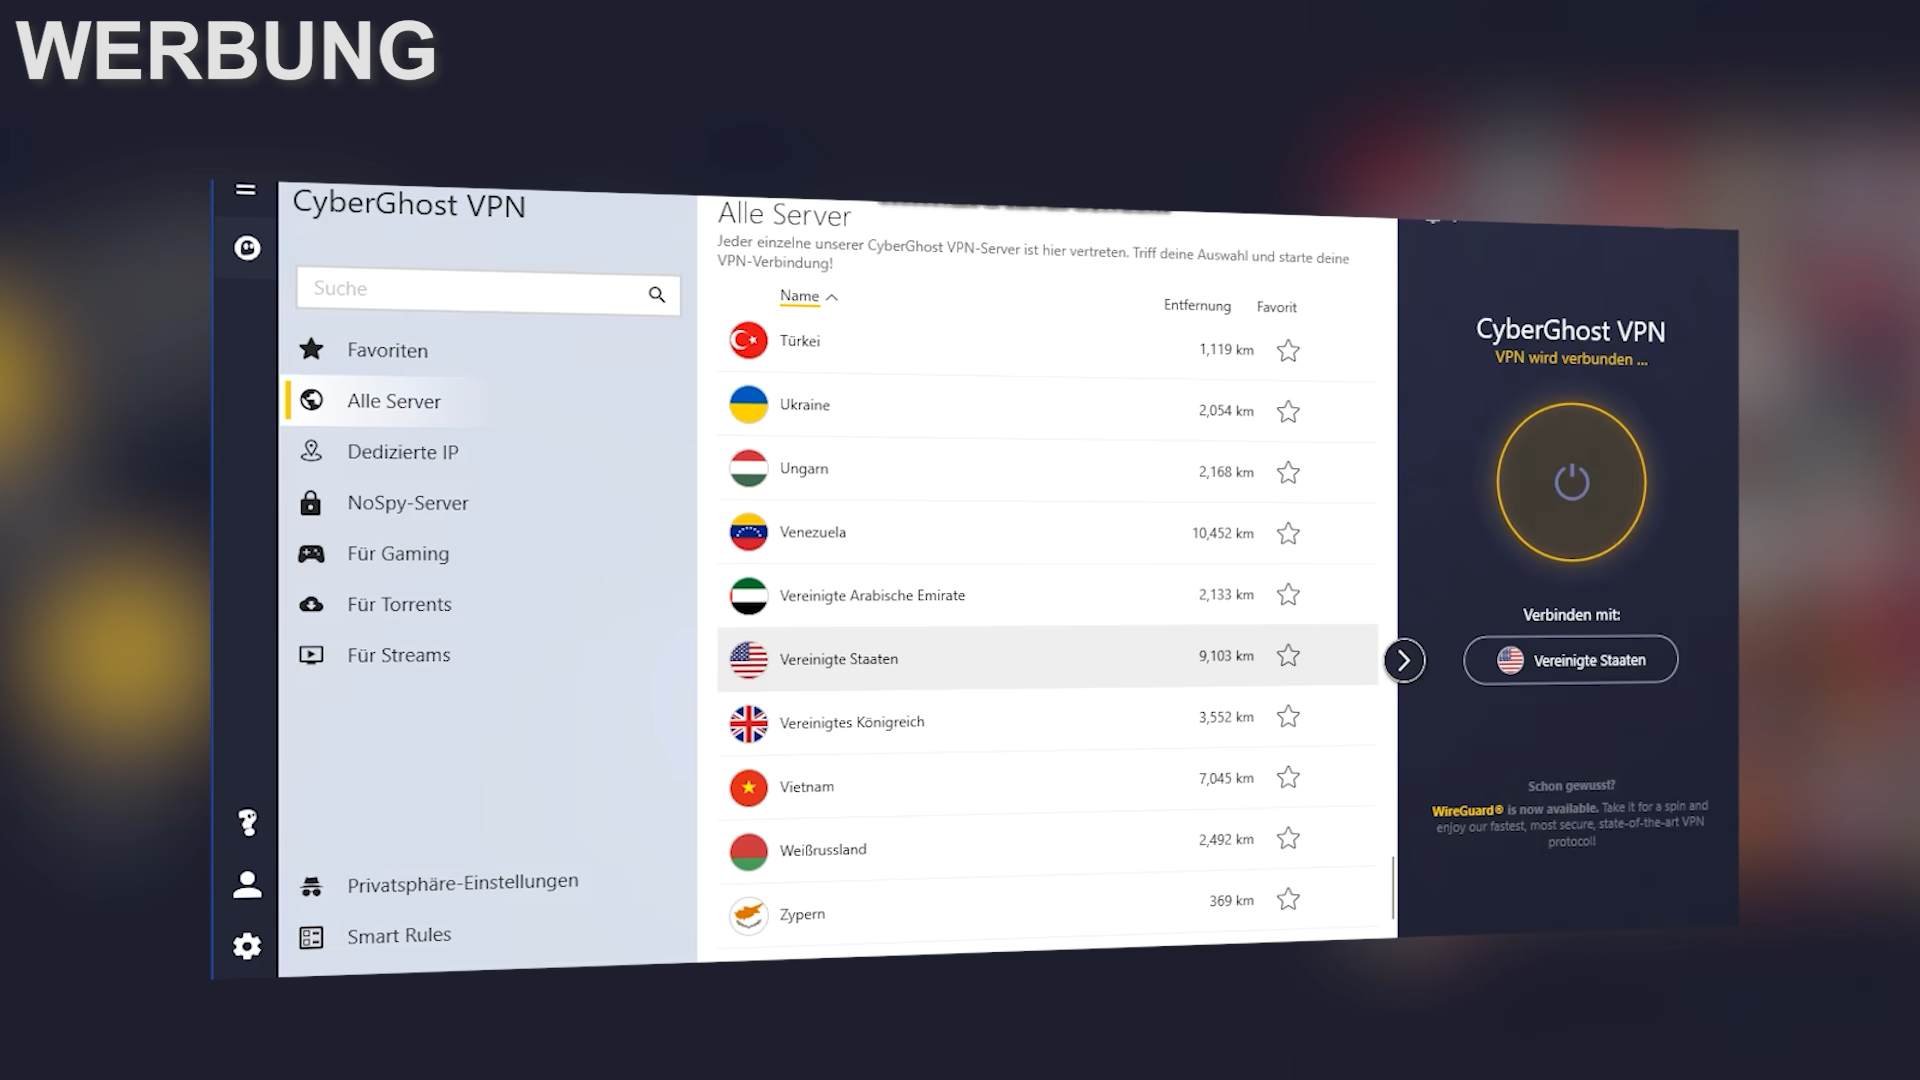 WERBUNG
CyberGhost VPN
Suche
Favoriten
Alle Server
Dedizierte IP
NoSpy-Server
Für Gaming
Für Torrents
Für Streams
Privatsphäre-Einstellungen
Smart Rules
Alle Server
Jeder einzelne unserer CyberGhost VPN-Server ist hier vertreten. Triff deine Auswahl und starte deine
VPN-Verbindung!
Name Entfernung Favorit
Türkei 1,119 km
Ukraine 2,054 km
Ungarn 2,168 km
Venezuela 10,452 km
Vereinigte Arabische Emirate 2,133 km
Vereinigte Staaten 9,103 km
Vereinigtes Königreich 3,552 km
Vietnam 7,045 km
Weißrussland 2,492 km
Zypern 369 km
CyberGhost VPN
VPN wird verbunden ...
Verbinden mit:
Vereinigte Staaten
Schon gewusst?
WireGuard® is now available. Take it for a spin and
enjoy our fastest, most secure, state-of-the-art VPN
protocol!